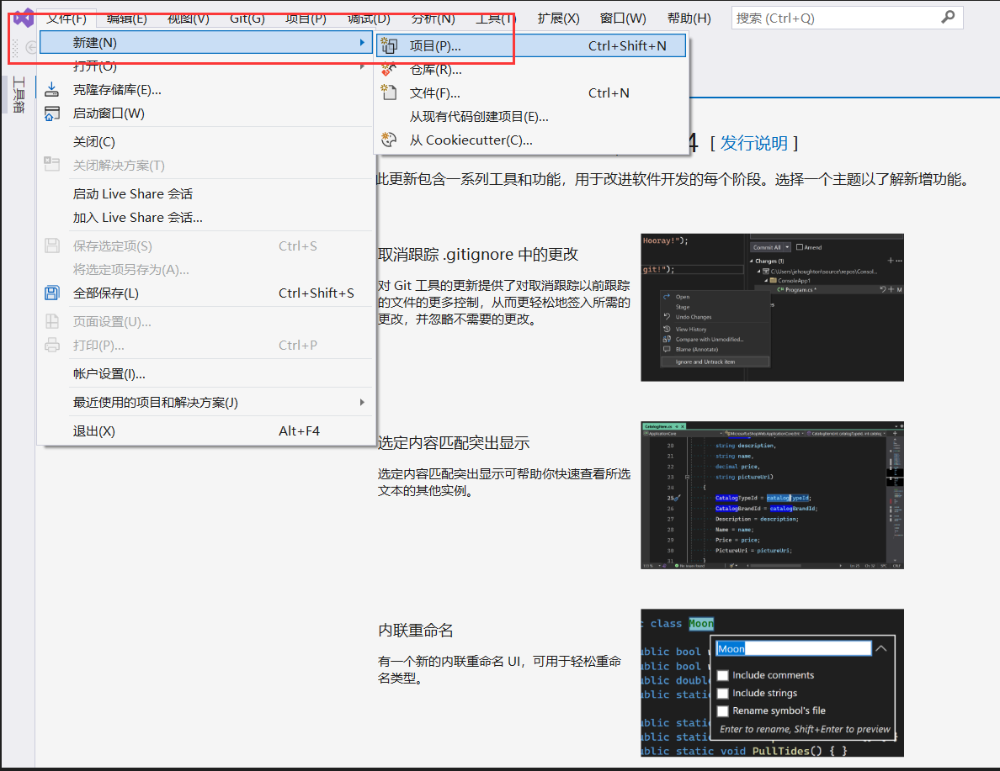 文件(F) 编辑(E) 视图(V) Git(G) 项目(P) 调试(D) 分析(N) 工具(T) 扩展(X) 窗口(W) 帮助(H) 搜索 (Ctrl+Q)
新建(N)
打开(O)
克隆存储库(E)...
启动窗口(W)
关闭(C)
关闭解决方案(T)
启动 Live Share 会话
加入 Live Share 会话...
保存选定项(S) Ctrl+S
将选定项另存为(A)...
全部保存(L) Ctrl+Shift+S
页面设置(U)...
打印(P)... Ctrl+P
帐户设置(I)...
最近使用的项目和解决方案(J)
退出(X) Alt+F4
项目(P)... Ctrl+Shift+N
仓库(R)...
文件(F)... Ctrl+N
从现有代码创建项目(E)...
从 Cookiecutter(C)...
工具箱
4 [ 发行说明 ]
此更新包含一系列工具和功能，用于改进软件开发的每个阶段。选择一个主题以了解新增功能。
取消跟踪 .gitignore 中的更改
对 Git 工具的更新提供了对取消跟踪以前跟踪
的文件的更多控制，从而更轻松地签入所需的
更改，并忽略不需要的更改。
Hooray!");
git!");
Commit All Amend
Changes (1)
C:\Users\jehoughton\source\repos\Consol...
ConsoleApp1
C# Program.cs * M
Open
Stage
Undo Changes
View History
Compare with Unmodified...
Blame (Annotate)
Ignore and Untrack item
选定内容匹配突出显示
选定内容匹配突出显示可帮助你快速查看所选
文本的其他实例。
CatalogItem.cs
ApplicationCore
20 string description,
21 string name,
22 decimal price,
23 string pictureUri)
24 {
25 CatalogTypeId = catalogTypeId;
26 CatalogBrandId = catalogBrandId;
27 Description = description;
28 Name = name;
29 Price = price;
30 PictureUri = pictureUri;
31 }
内联重命名
有一个新的内联重命名 UI，可用于轻松重命
名类型。
class Moon
ublic bool
ublic bool
ublic doubl
ublic stati
ublic stati
ublic stati
ublic static void PullTides() { }
Moon
Include comments
Include strings
Rename symbol's file
Enter to rename, Shift+Enter to preview